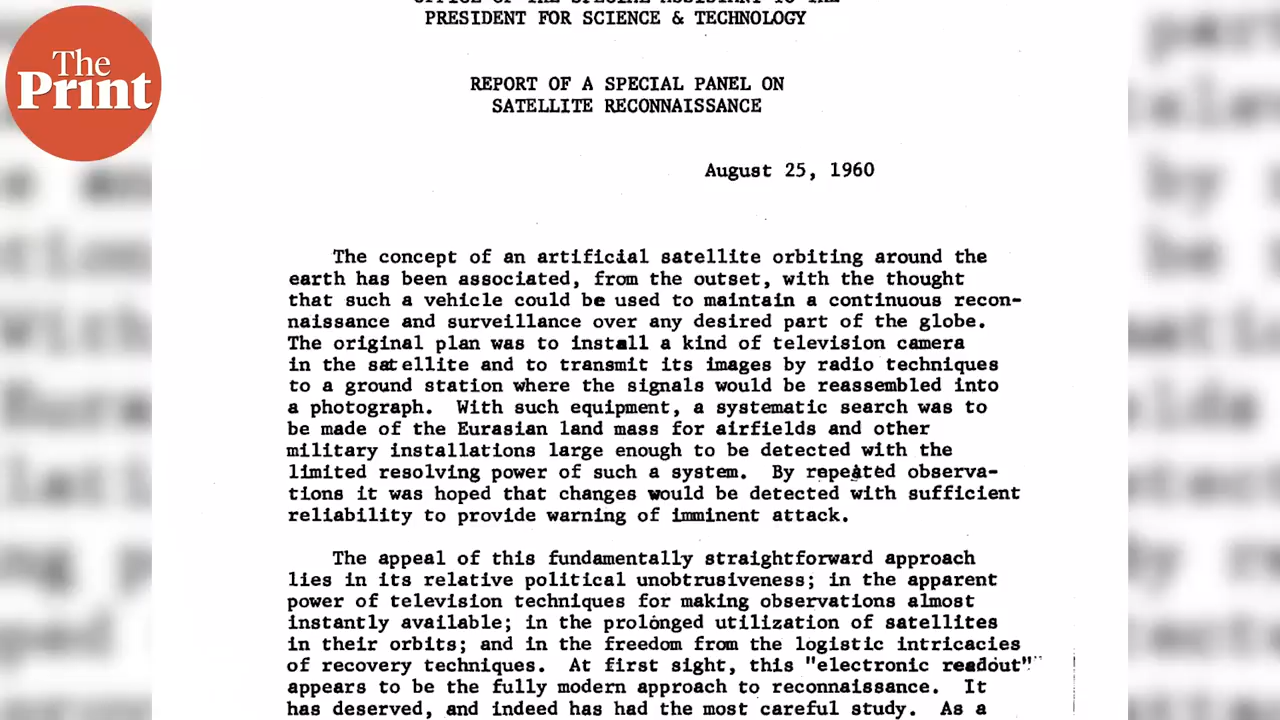 The
Print
OFFICE OF THE SPECIAL ASSISTANT TO THE
PRESIDENT FOR SCIENCE & TECHNOLOGY
REPORT OF A SPECIAL PANEL ON
SATELLITE RECONNAISSANCE
August 25, 1960
The concept of an artificial satellite orbiting around the
earth has been associated, from the outset, with the thought
that such a vehicle could be used to maintain a continuous recon-
naissance and surveillance over any desired part of the globe.
The original plan was to install a kind of television camera
in the satellite and to transmit its images by radio techniques
to a ground station where the signals would be reassembled into
a photograph. With such equipment, a systematic search was to
be made of the Eurasian land mass for airfields and other
military installations large enough to be detected with the
limited resolving power of such a system. By repeated observa-
tions it was hoped that changes would be detected with sufficient
reliability to provide warning of imminent attack.
The appeal of this fundamentally straightforward approach
lies in its relative political unobtrusiveness; in the apparent
power of television techniques for making observations almost
instantly available; in the prolonged utilization of satellites
in their orbits; and in the freedom from the logistic intricacies
of recovery techniques. At first sight, this "electronic readout"
appears to be the fully modern approach to reconnaissance. It
has deserved, and indeed has had the most careful study. As a